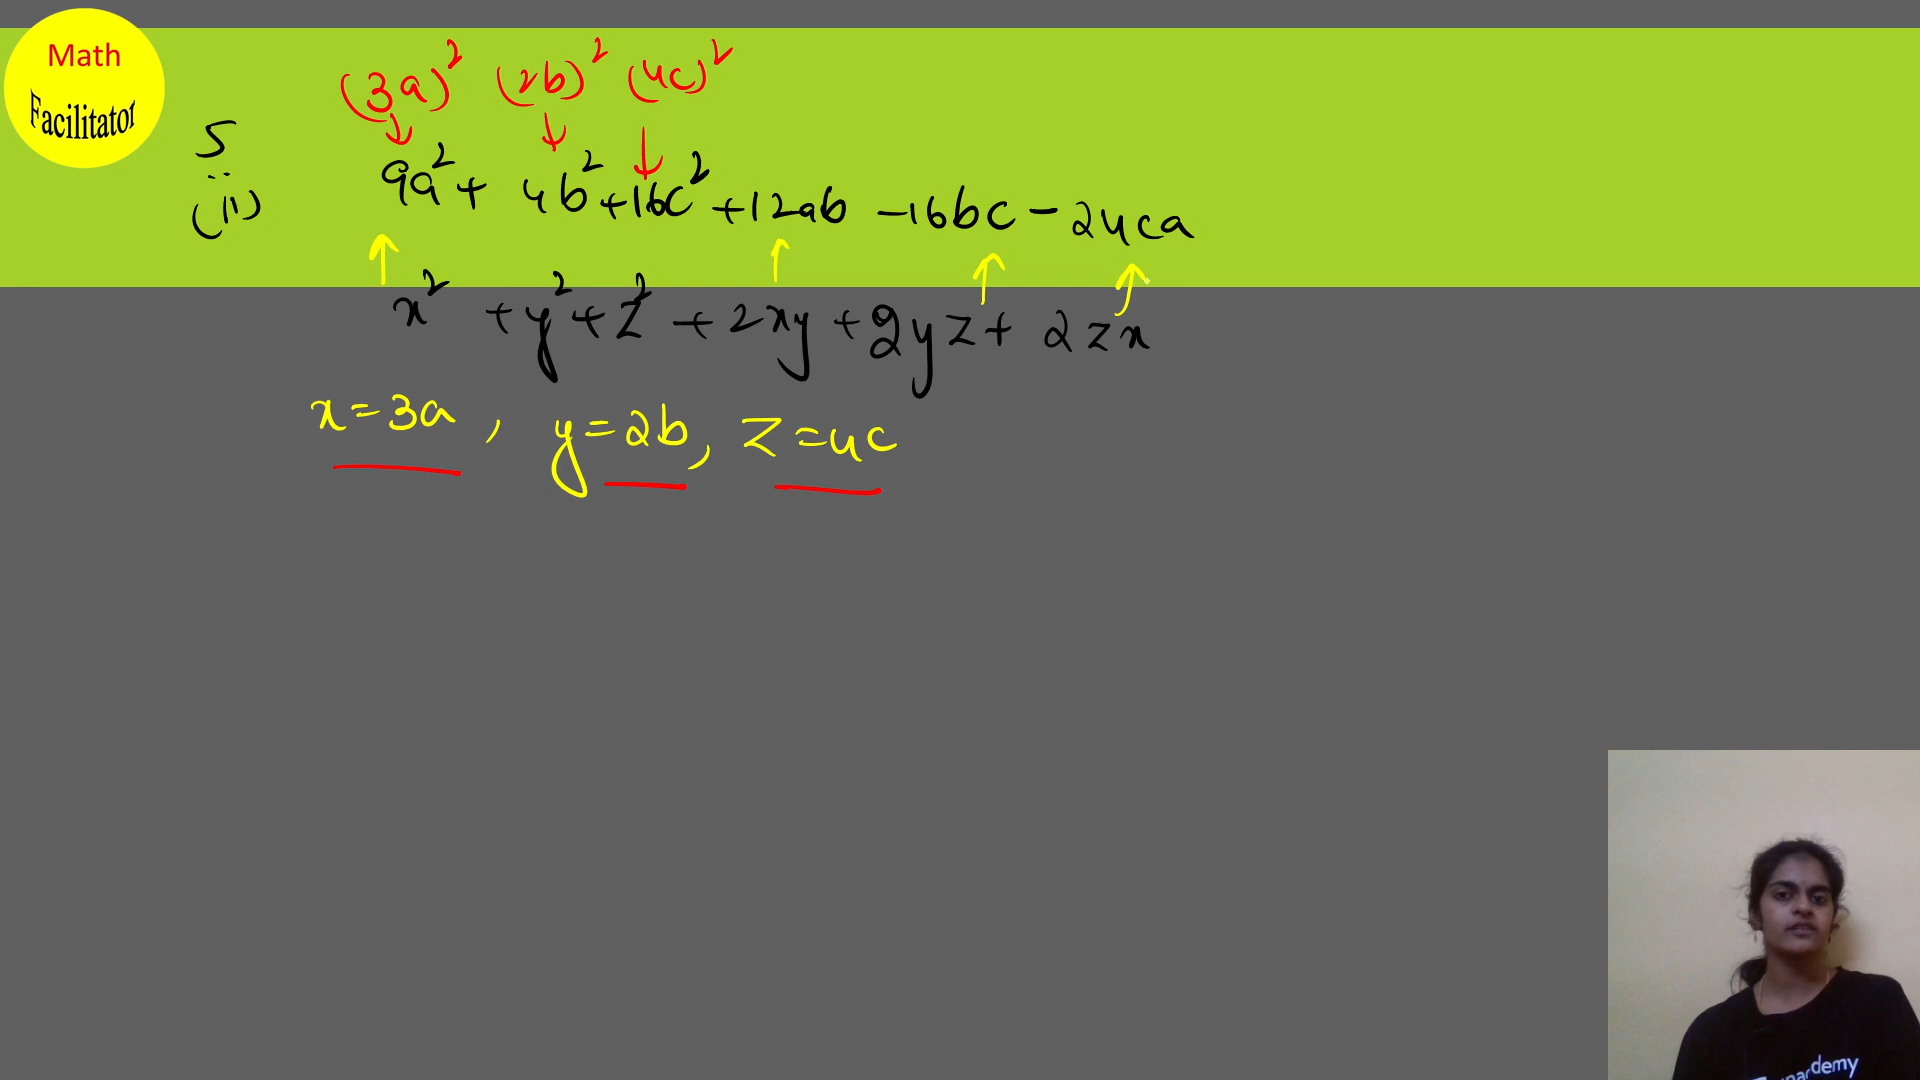 Math
Facilitator
(3a)² (2b)² (4c)²
5
(ii) 9a² + 4b² + 16c² + 12ab - 16bc - 24ca
x² + y² + z² + 2xy + 2yz + 2zx
x = 3a , y = 2b, z = 4c
demy